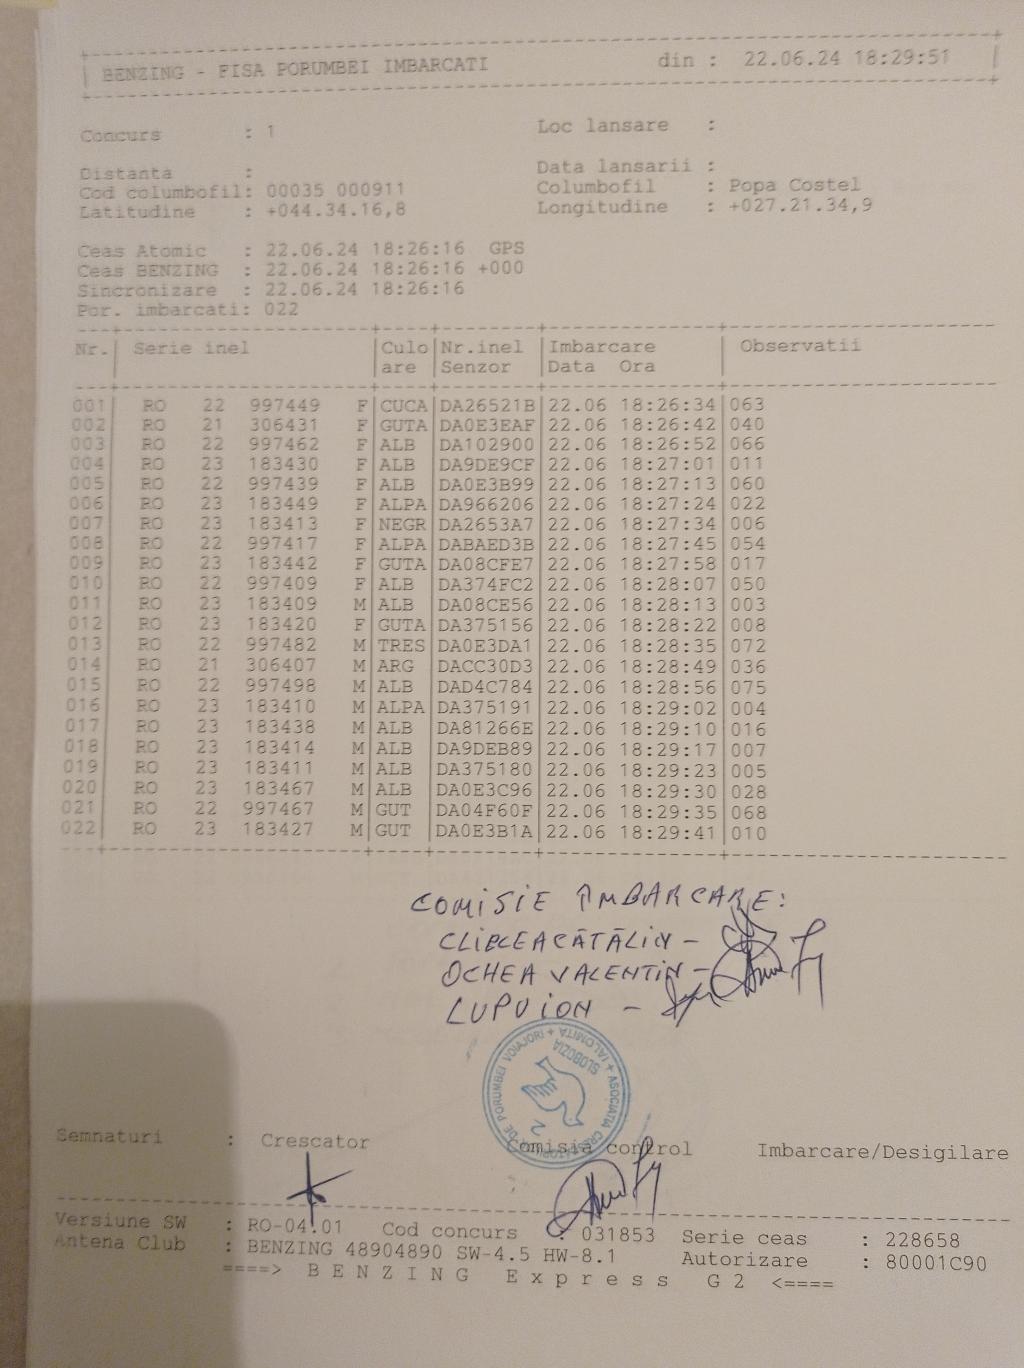 BENZING - FISA PORUMBEI IMBARCATI din : 22.06.24 18:29:51
Concurs : 1 Loc lansare :
Distanta : Data lansarii :
Cod columbofil: 00035 000911 Columbofil : Popa Costel
Latitudine : +044.34.16,8 Longitudine : +027.21.34,9
Ceas Atomic : 22.06.24 18:26:16 GPS
Ceas BENZING : 22.06.24 18:26:16 +000
Sincronizare : 22.06.24 18:26:16
Por. imbarcati: 022
Nr. Serie inel Culo Nr.inel Imbarcare Observatii
are Senzor Data Ora
001 RO 22 997449 F CUCA DA26521B 22.06 18:26:34 063
002 RO 21 306431 F GUTA DA0E3EAF 22.06 18:26:42 040
003 RO 22 997462 F ALB DA102900 22.06 18:26:52 066
004 RO 23 183430 F ALB DA9DE9CF 22.06 18:27:01 011
005 RO 22 997439 F ALB DA0E3B99 22.06 18:27:13 060
006 RO 23 183449 F ALPA DA966206 22.06 18:27:24 022
007 RO 23 183413 F NEGR DA2653A7 22.06 18:27:34 006
008 RO 22 997417 F ALPA DABAED3B 22.06 18:27:45 054
009 RO 23 183442 F GUTA DA08CFE7 22.06 18:27:58 017
010 RO 22 997409 F ALB DA374FC2 22.06 18:28:07 050
011 RO 23 183409 M ALB DA08CE56 22.06 18:28:13 003
012 RO 23 183420 F GUTA DA375156 22.06 18:28:22 008
013 RO 22 997482 M TRES DA0E3DA1 22.06 18:28:35 072
014 RO 21 306407 M ARG DACC30D3 22.06 18:28:49 036
015 RO 22 997498 M ALB DAD4C784 22.06 18:28:56 075
016 RO 23 183410 M ALPA DA375191 22.06 18:29:02 004
017 RO 23 183438 M ALB DA81266E 22.06 18:29:10 016
018 RO 23 183414 M ALB DA9DEB89 22.06 18:29:17 007
019 RO 23 183411 M ALB DA375180 22.06 18:29:23 005
020 RO 23 183467 M ALB DA0E3C96 22.06 18:29:30 028
021 RO 22 997467 M GUT DA04F60F 22.06 18:29:35 068
022 RO 23 183427 M GUT DA0E3B1A 22.06 18:29:41 010
COMISIE ÎMBARCARE:
CĂTĂLIN -
OCHEA VALENTIN -
LUPU ION -
ASOCIATIA CRESCATORILOR DE PORUMBEI VOIAJORI + IALOMITA +
SLOBOZIA
2
Semnaturi : Crescator Comisia control Imbarcare/Desigilare
Versiune SW : RO-04.01 Cod concurs : 031853 Serie ceas : 228658
Antena Club : BENZING 48904890 SW-4.5 HW-8.1 Autorizare : 80001C90
====> BENZING Express G2 <====